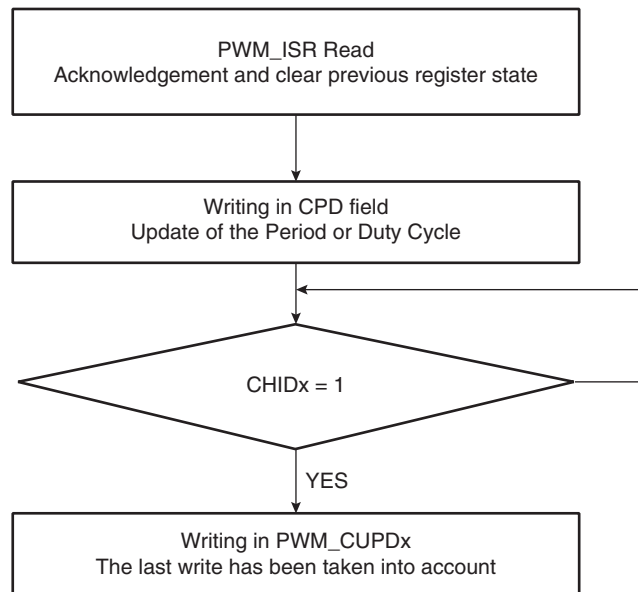 PWM_ISR Read
Acknowledgement and clear previous register state
Writing in CPD field
Update of the Period or Duty Cycle
CHIDx = 1
YES
Writing in PWM_CUPDx
The last write has been taken into account